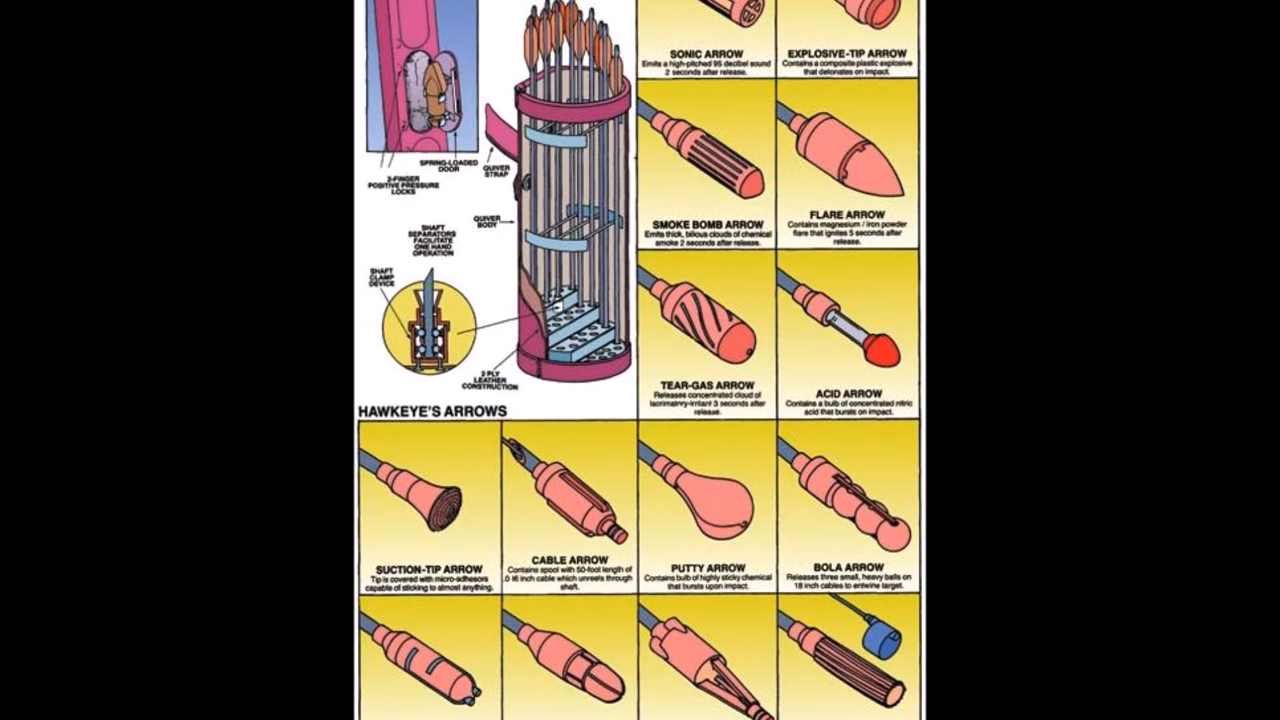 SONIC ARROW
Emits a high-pitched 95 decibel sound
2 seconds after release.
EXPLOSIVE-TIP ARROW
Contains a composite plastic explosive
that detonates on impact.
SPRING-LOADED
DOOR
2-FINGER
POSITIVE PRESSURE
LOCKS
QUIVER
STRAP
QUIVER
BODY
SHAFT
SEPARATORS
FACILITATE
ONE HAND
OPERATION
SHAFT
CLAMP
DEVICE
2 PLY
LEATHER
CONSTRUCTION
SMOKE BOMB ARROW
Emits thick, bilious clouds of chemical
smoke 2 seconds after release.
FLARE ARROW
Contains magnesium / iron powder
flare that ignites 5 seconds after
release.
TEAR-GAS ARROW
Releases concentrated cloud of
lacrimatory-irritant 3 seconds after
release.
ACID ARROW
Contains a bulb of concentrated nitric
acid that bursts on impact.
HAWKEYE'S ARROWS
SUCTION-TIP ARROW
Tip is covered with micro-adhesors
capable of sticking to almost anything.
CABLE ARROW
Contains spool with 50-foot length of
.016 inch cable which unreels through
shaft.
PUTTY ARROW
Contains bulb of highly sticky chemical
that bursts upon impact.
BOLA ARROW
Releases three small, heavy balls on
18 inch cables to entwine target.